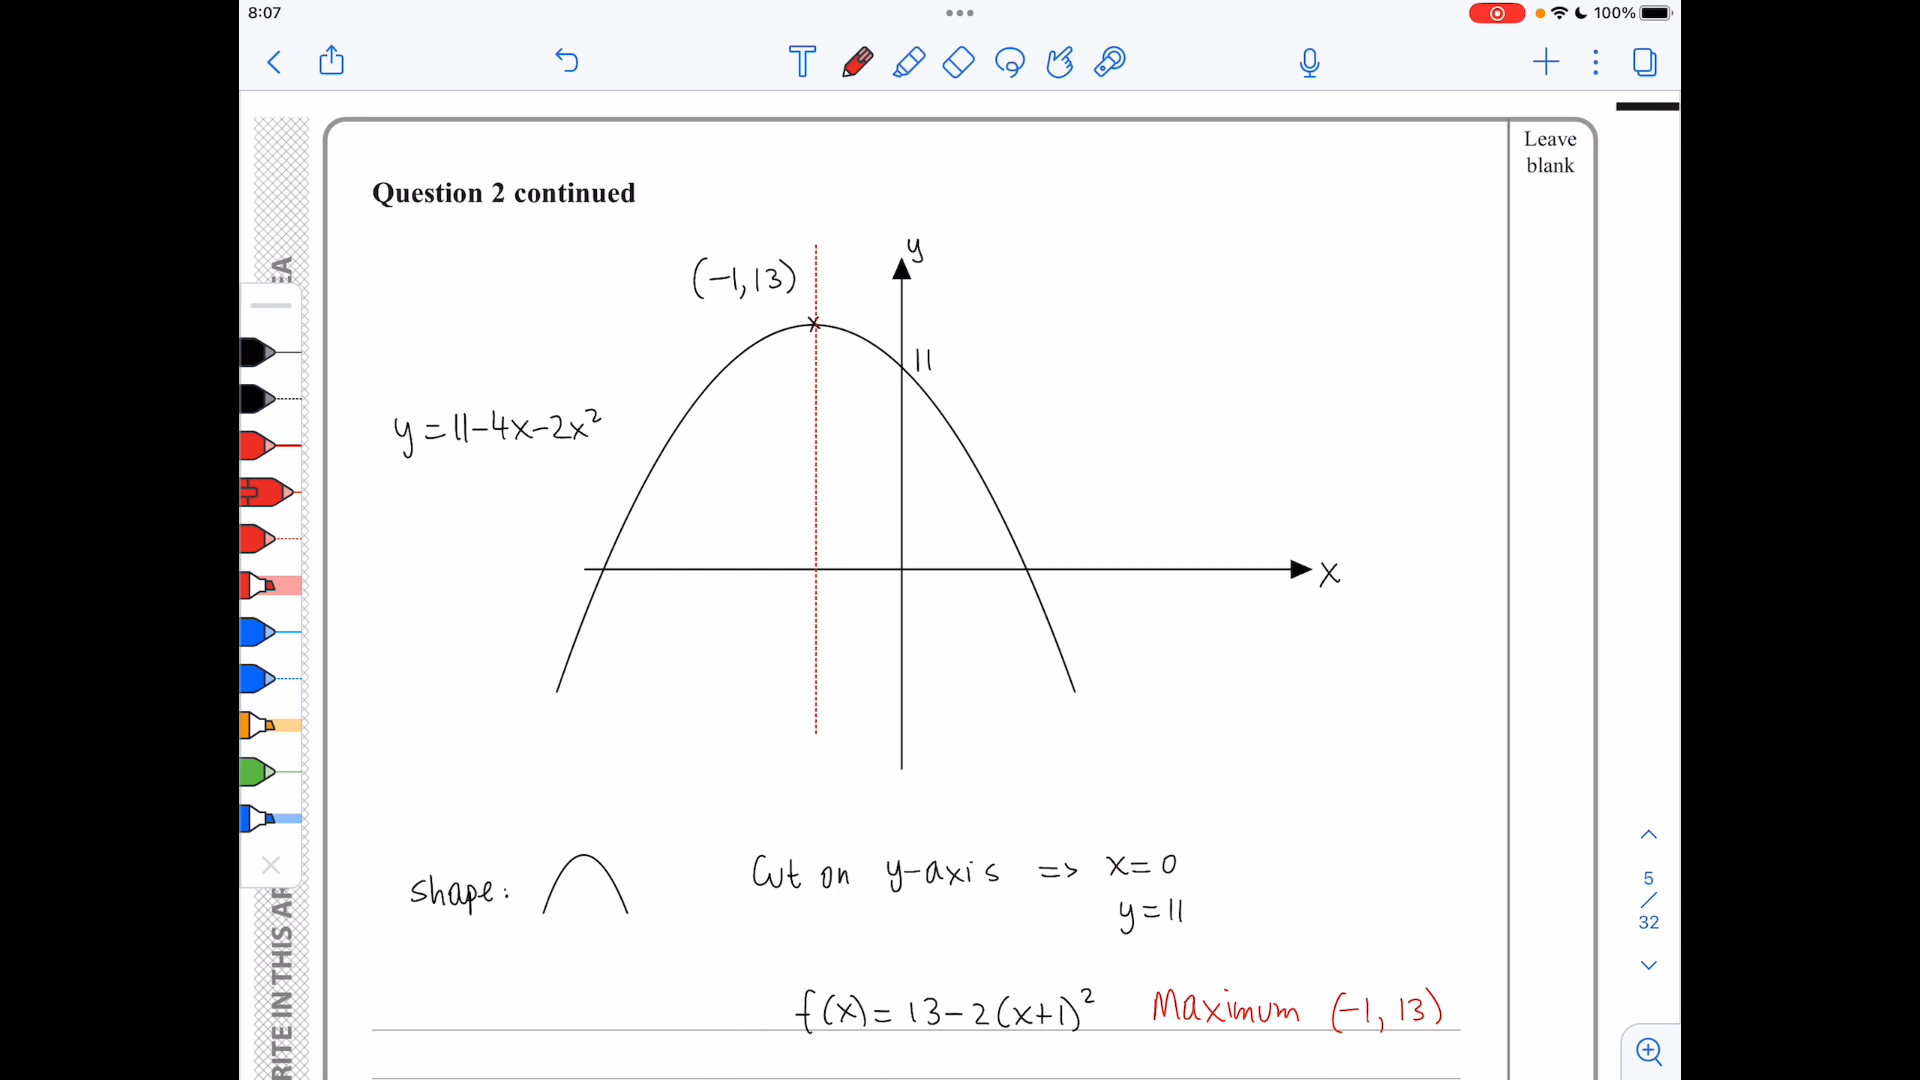 8:07
100%
Leave
blank
Question 2 continued
y
(-1, 13)
11
y = 11-4x-2x²
x
shape:
Cut on y-axis => x=0
y=11
f(x) = 13-2(x+1)² Maximum (-1, 13)
5
/
32
EA
RITE IN THIS AR